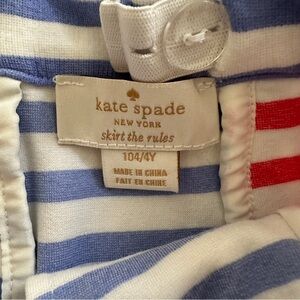 kate spade
NEW YORK
skirt the rules
104/4Y
MADE IN CHINA
FAIT EN CHINE